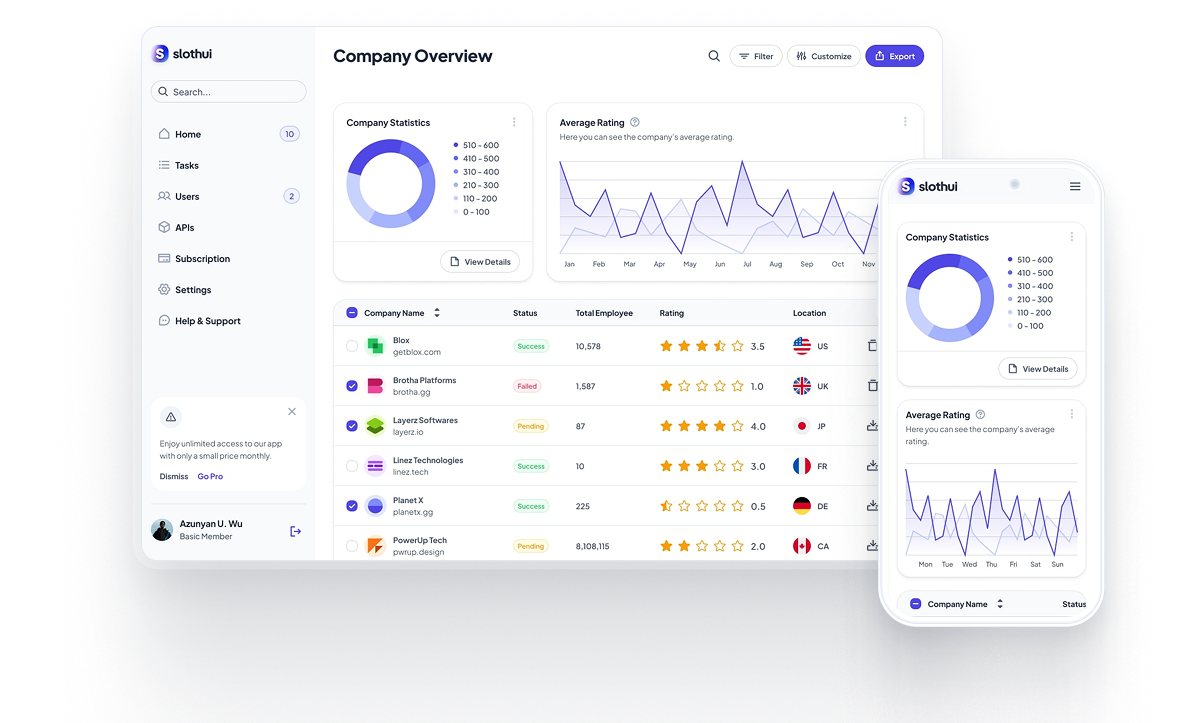 slothui
Search...
Home
10
Tasks
Users
2
APIs
Subscription
Settings
Help & Support
Enjoy unlimited access to our app
with only a small price monthly.
Dismiss Go Pro
Azunyan U. Wu
Basic Member
Company Overview
Filter
Customize
Export
Company Statistics
510 - 600
410 - 500
310 - 400
210 - 300
110 - 200
0 - 100
View Details
Average Rating
Here you can see the company's average rating.
Jan Feb Mar Apr May Jun Jul Aug Sep Oct Nov
Company Name Status Total Employee Rating Location
Blox
getblox.com
Success 10,578 3.5 US
Brotha Platforms
brotha.gg
Failed 1,587 1.0 UK
Layerz Softwares
layerz.io
Pending 87 4.0 JP
Linez Technologies
linez.tech
Success 10 3.0 FR
Planet X
planetx.gg
Success 225 0.5 DE
PowerUp Tech
pwrup.design
Pending 8,108,115 2.0 CA
slothui
Company Statistics
510 - 600
410 - 500
310 - 400
210 - 300
110 - 200
0 - 100
View Details
Average Rating
Here you can see the company's average
rating.
Mon Tue Wed Thu Fri Sat Sun
Company Name Status